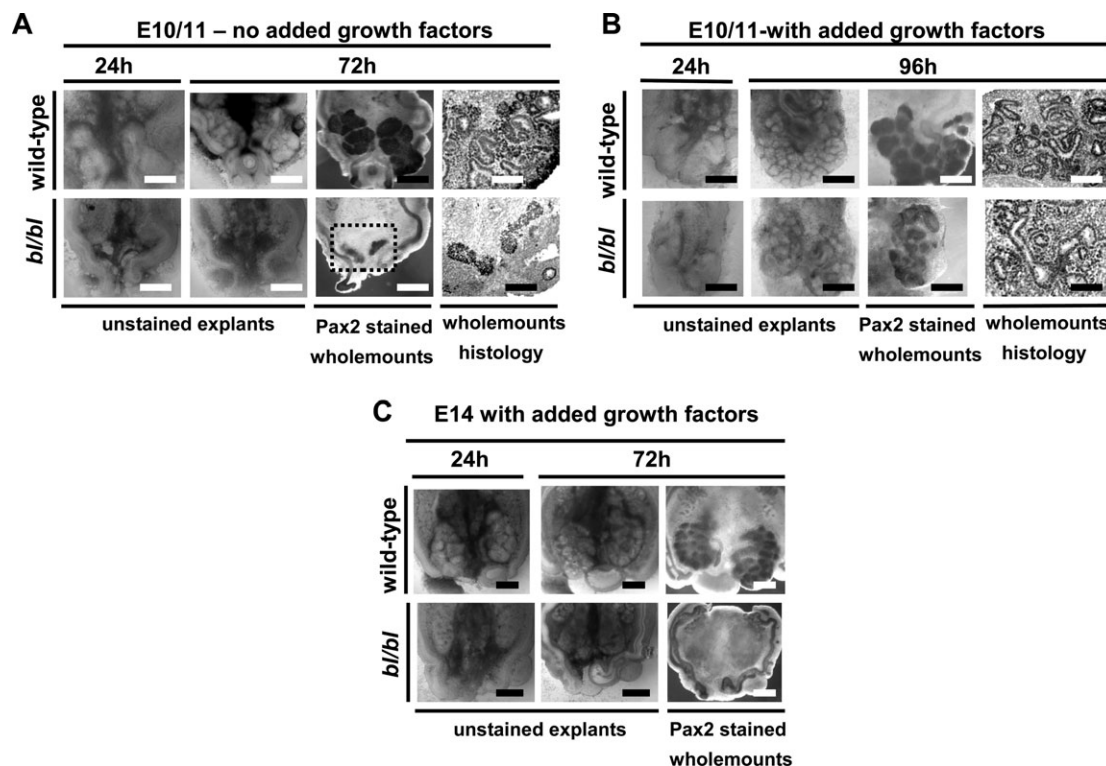 A
E10/11 – no added growth factors
24h
72h
wild-type
bl/bl
unstained explants
Pax2 stained
wholemounts
wholemounts
histology
B
E10/11-with added growth factors
24h
96h
wild-type
bl/bl
unstained explants
Pax2 stained
wholemounts
wholemounts
histology
C
E14 with added growth factors
24h
72h
wild-type
bl/bl
unstained explants
Pax2 stained
wholemounts